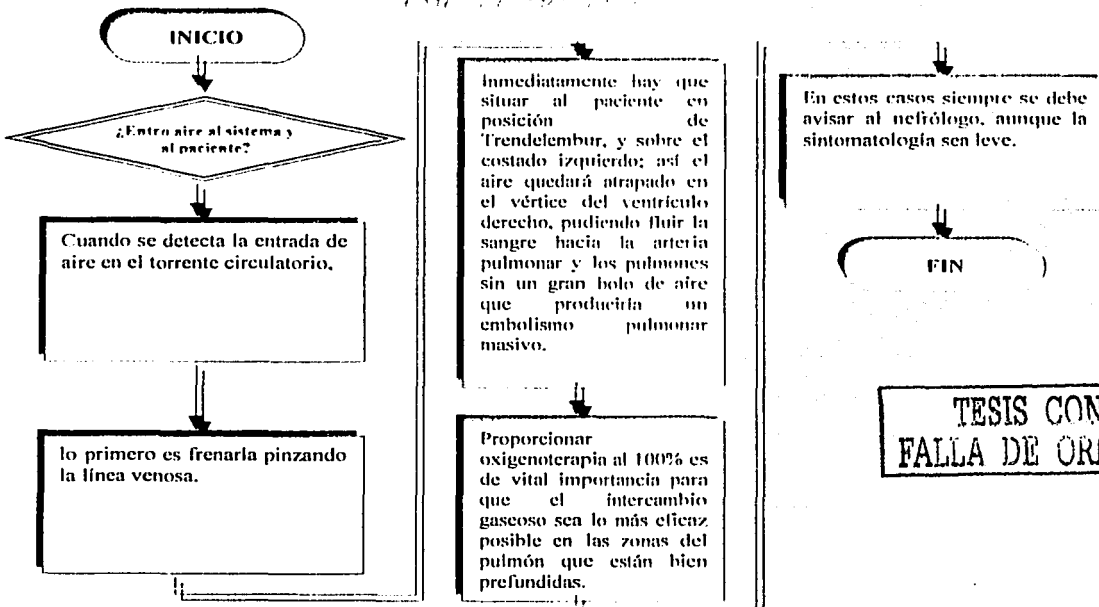 INICIO
¿Entro aire al sistema y
al paciente?
Cuando se detecta la entrada de
aire en el torrente circulatorio.
lo primero es frenarla pinzando
la línea venosa.
Inmediatamente hay que
situar al paciente en
posición de
Trendelembur, y sobre el
costado izquierdo; así el
aire quedará atrapado en
el vértice del ventrículo
derecho, pudiendo fluir la
sangre hacia la arteria
pulmonar y los pulmones
sin un gran bolo de aire
que produciría un
embolismo pulmonar
masivo.
Proporcionar
oxigenoterapia al 100% es
de vital importancia para
que el intercambio
gaseoso sea lo más eficaz
posible en las zonas del
pulmón que están bien
prefundidas.
En estos casos siempre se debe
avisar al nefrólogo, aunque la
sintomatología sea leve.
FIN
TESIS CON
FALLA DE